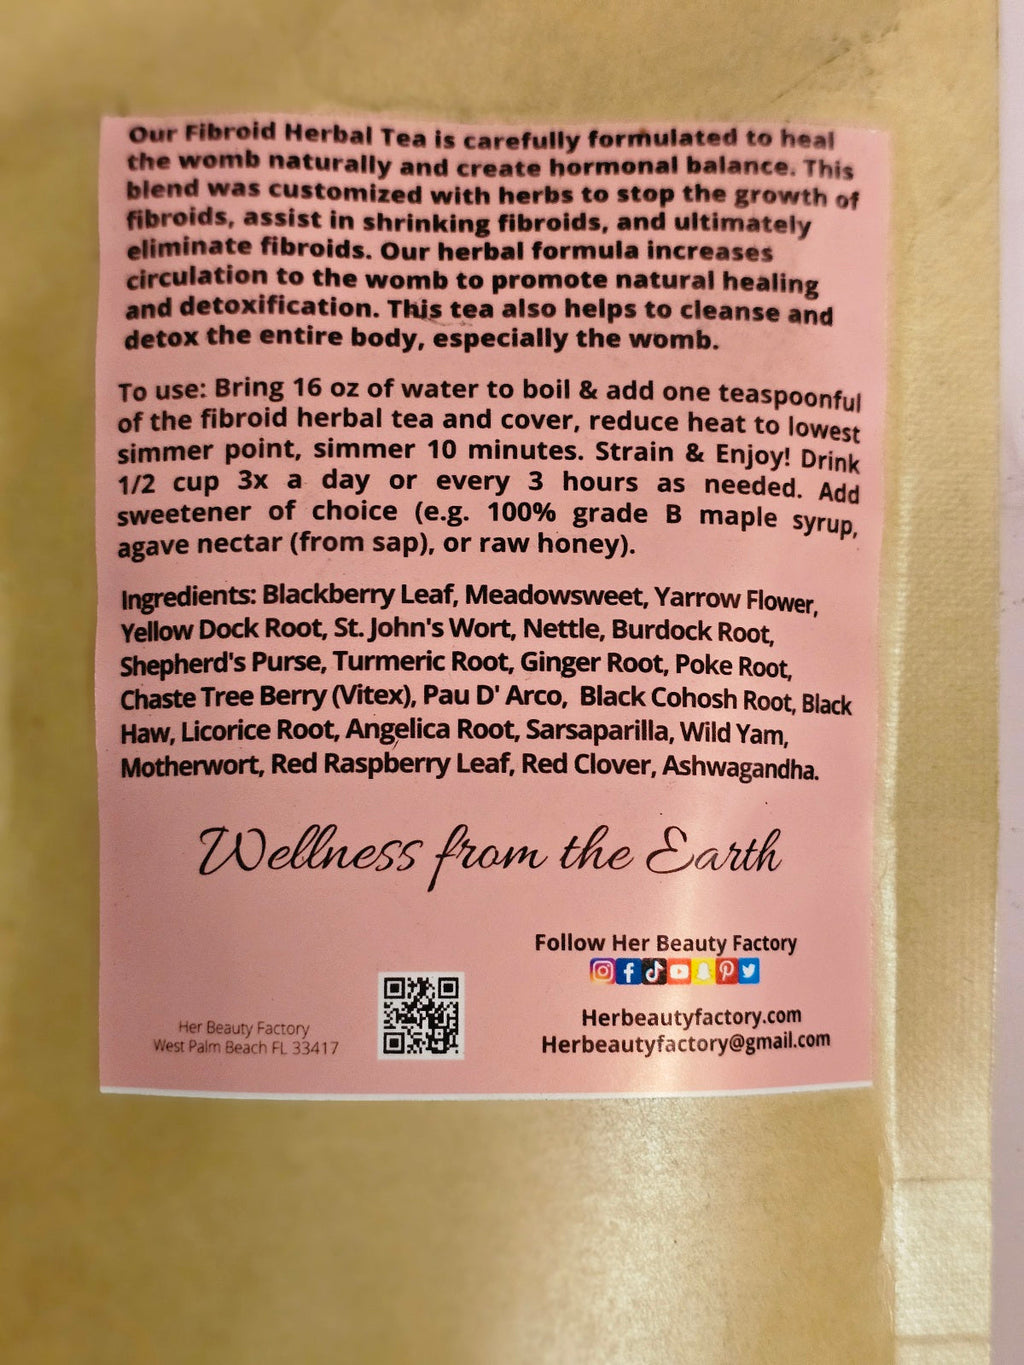 Our Fibroid Herbal Tea is carefully formulated to heal
the womb naturally and create hormonal balance. This
blend was customized with herbs to stop the growth of
fibroids, assist in shrinking fibroids, and ultimately
eliminate fibroids. Our herbal formula increases
circulation to the womb to promote natural healing
and detoxification. This tea also helps to cleanse and
detox the entire body, especially the womb.
To use: Bring 16 oz of water to boil & add one teaspoonful
of the fibroid herbal tea and cover, reduce heat to lowest
simmer point, simmer 10 minutes. Strain & Enjoy! Drink
1/2 cup 3x a day or every 3 hours as needed. Add
sweetener of choice (e.g. 100% grade B maple syrup,
agave nectar (from sap), or raw honey).
Ingredients: Blackberry Leaf, Meadowsweet, Yarrow Flower,
Yellow Dock Root, St. John's Wort, Nettle, Burdock Root,
Shepherd's Purse, Turmeric Root, Ginger Root, Poke Root,
Chaste Tree Berry (Vitex), Pau D' Arco, Black Cohosh Root, Black
Haw, Licorice Root, Angelica Root, Sarsaparilla, Wild Yam,
Motherwort, Red Raspberry Leaf, Red Clover, Ashwagandha.
Wellness from the Earth
Follow Her Beauty Factory
Her Beauty Factory
West Palm Beach FL 33417
Herbeautyfactory.com
Herbeautyfactory@gmail.com